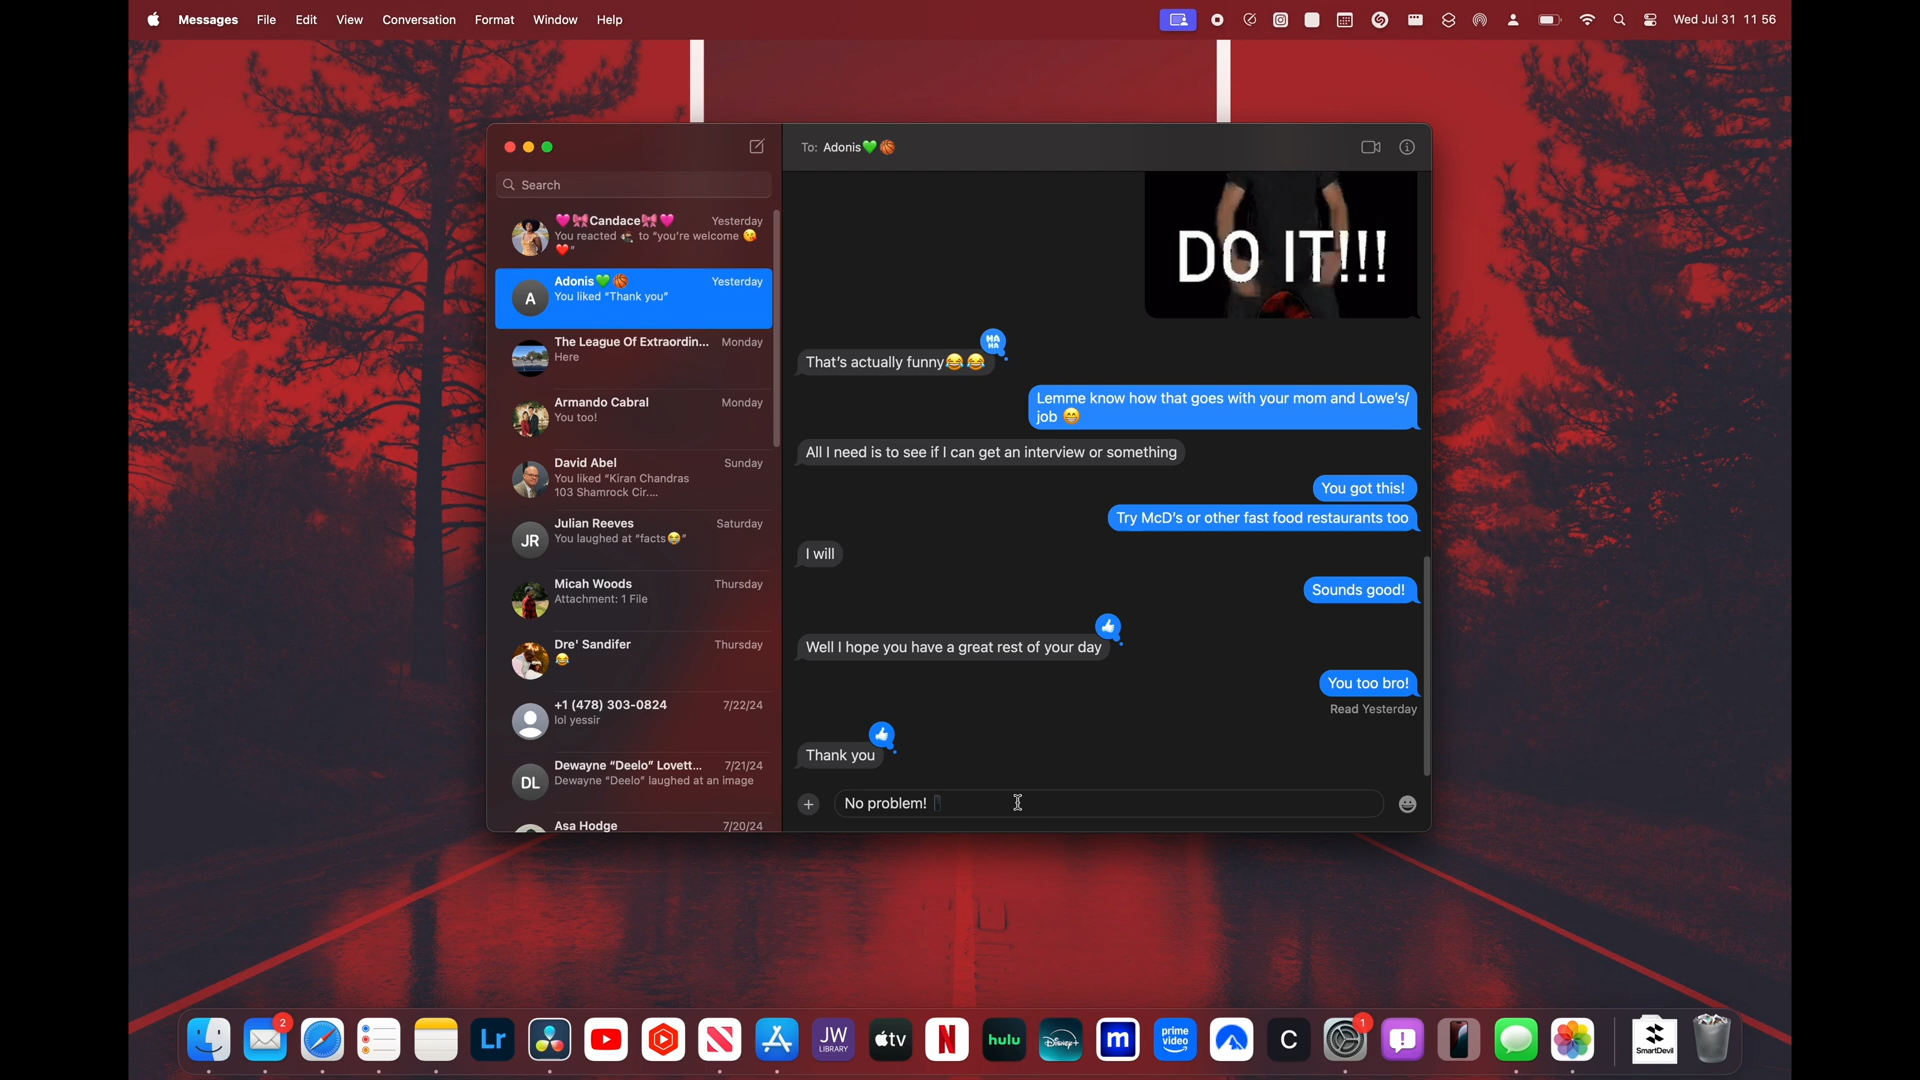 Messages File Edit View Conversation Format Window Help
Wed Jul 31 11 56
Search
💗🎀Candace🎀💗 Yesterday
You reacted to "you're welcome 😘
❤️"
Adonis💚🏀 Yesterday
A
You liked "Thank you"
The League Of Extraordin... Monday
Here
Armando Cabral Monday
You too!
David Abel Sunday
You liked "Kiran Chandras
103 Shamrock Cir....
Julian Reeves Saturday
JR
You laughed at "facts😭"
Micah Woods Thursday
Attachment: 1 File
Dre' Sandifer Thursday
😂
+1 (478) 303-0824 7/22/24
lol yessir
Dewayne "Deelo" Lovett... 7/21/24
DL
Dewayne "Deelo" laughed at an image
Asa Hodge 7/20/24
To: Adonis💚🏀
DO IT!!!
HA
HA
That's actually funny😂😂
Lemme know how that goes with your mom and Lowe's/
job 😁
All I need is to see if I can get an interview or something
You got this!
Try McD's or other fast food restaurants too
I will
Sounds good!
Well I hope you have a great rest of your day
You too bro!
Read Yesterday
Thank you
No problem!
2
Lr
JW
LIBRARY
tv
N
hulu
Disney+
m
prime
video
C
1
SmartDevil